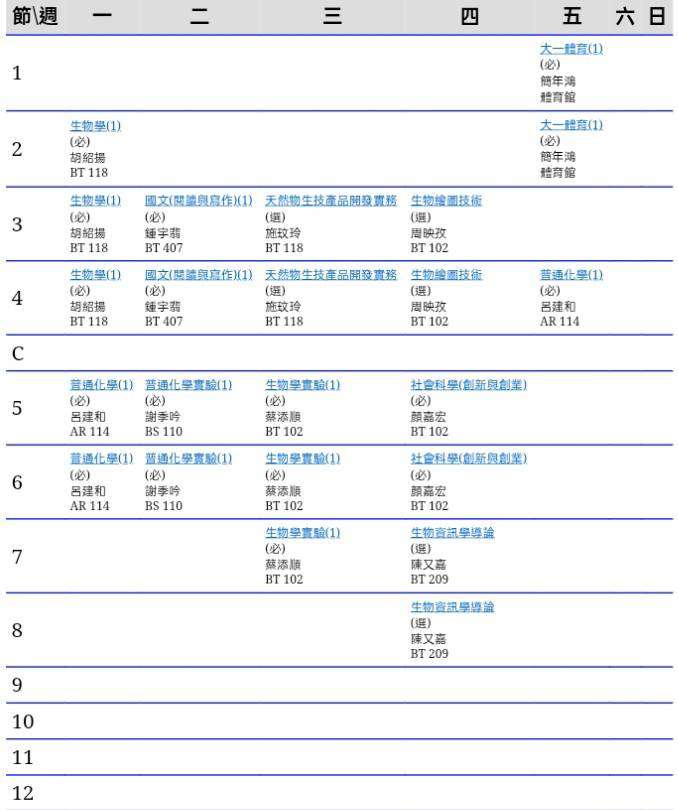 節\週 一 二 三 四 五 六 日
1
大一體育(1)
(必)
簡年鴻
體育館
2
生物學(1)
(必)
胡紹揚
BT 118
大一體育(1)
(必)
簡年鴻
體育館
3
生物學(1)
(必)
胡紹揚
BT 118
國文(閱讀與寫作)(1)
(必)
鍾宇翡
BT 407
天然物生技產品開發實務
(選)
施玟玲
BT 118
生物繪圖技術
(選)
周映孜
BT 102
4
生物學(1)
(必)
胡紹揚
BT 118
國文(閱讀與寫作)(1)
(必)
鍾宇翡
BT 407
天然物生技產品開發實務
(選)
施玟玲
BT 118
生物繪圖技術
(選)
周映孜
BT 102
普通化學(1)
(必)
呂建和
AR 114
C
5
普通化學(1)
(必)
呂建和
AR 114
普通化學實驗(1)
(必)
謝季吟
BS 110
生物學實驗(1)
(必)
蔡添順
BT 102
社會科學(創新與創業)
(必)
顏嘉宏
BT 102
6
普通化學(1)
(必)
呂建和
AR 114
普通化學實驗(1)
(必)
謝季吟
BS 110
生物學實驗(1)
(必)
蔡添順
BT 102
社會科學(創新與創業)
(必)
顏嘉宏
BT 102
7
生物學實驗(1)
(必)
蔡添順
BT 102
生物資訊學導論
(選)
陳又嘉
BT 209
8
生物資訊學導論
(選)
陳又嘉
BT 209
9
10
11
12